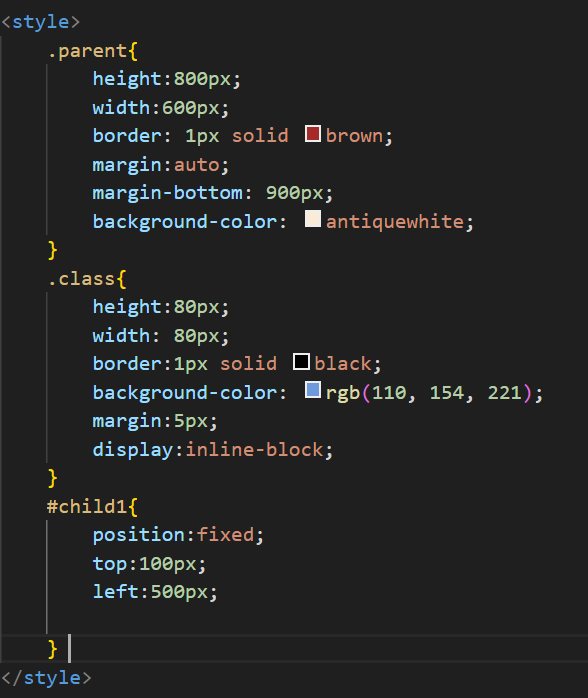 <style>
    .parent{
        height:800px;
        width:600px;
        border: 1px solid brown;
        margin:auto;
        margin-bottom: 900px;
        background-color: antiquewhite;
    }
    .class{
        height:80px;
        width: 80px;
        border:1px solid black;
        background-color: rgb(110, 154, 221);
        margin:5px;
        display:inline-block;
    }
    #child1{
        position:fixed;
        top:100px;
        left:500px;

    }
</style>